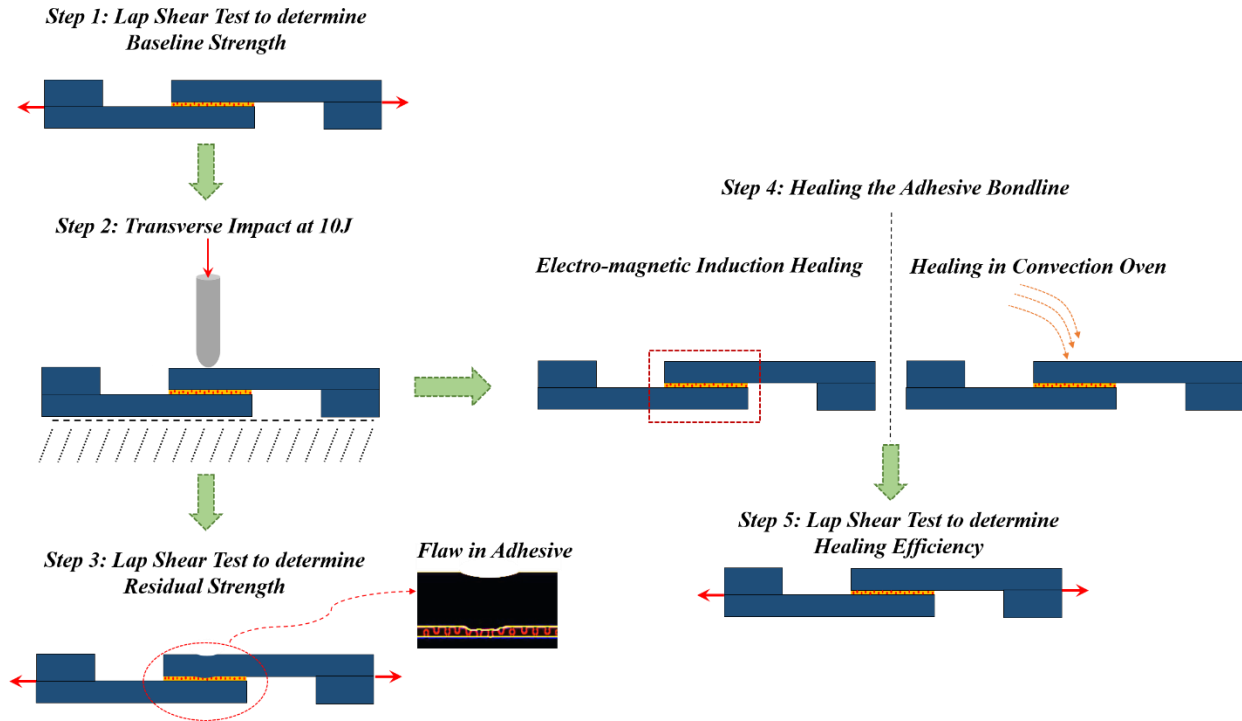 Step 1: Lap Shear Test to determine
Baseline Strength
Step 2: Transverse Impact at 10J
Step 3: Lap Shear Test to determine
Residual Strength
Flaw in Adhesive
Step 4: Healing the Adhesive Bondline
Electro-magnetic Induction Healing
Healing in Convection Oven
Step 5: Lap Shear Test to determine
Healing Efficiency